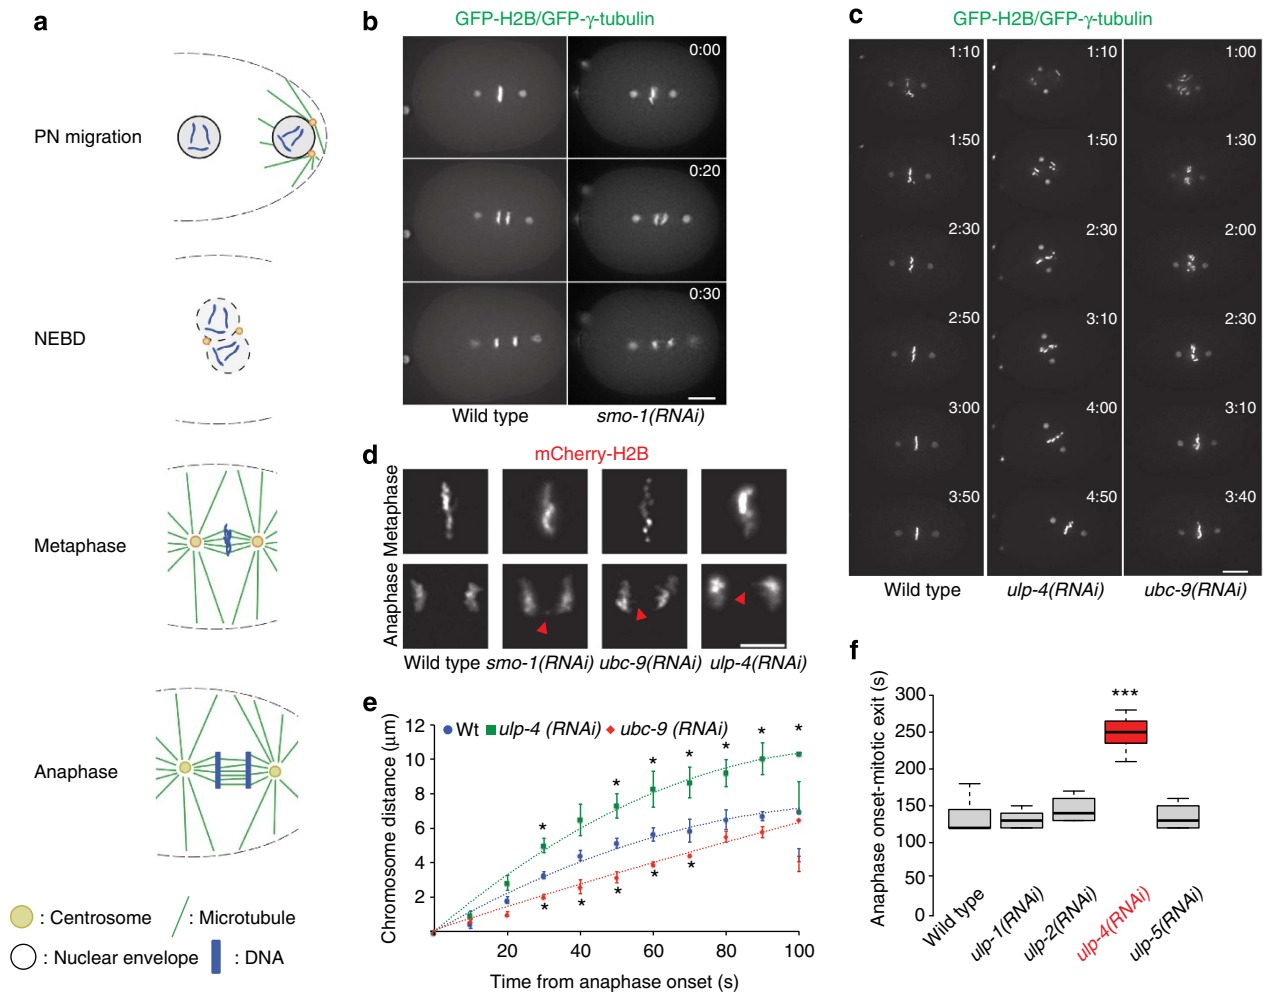 a
PN migration
NEBD
Metaphase
Anaphase
: Centrosome
: Microtubule
: Nuclear envelope
: DNA
b
GFP-H2B/GFP-γ-tubulin
0:00
0:20
0:30
Wild type
smo-1(RNAi)
c
GFP-H2B/GFP-γ-tubulin
1:10
1:10
1:00
1:50
1:50
1:30
2:30
2:30
2:00
2:50
3:10
2:30
3:00
4:00
3:10
3:50
4:50
3:40
Wild type
ulp-4(RNAi)
ubc-9(RNAi)
d
mCherry-H2B
Metaphase
Anaphase
Wild type
smo-1(RNAi)
ubc-9(RNAi)
ulp-4(RNAi)
e
Chromosome distance (μm)
12
10
8
6
4
2
Wt
ulp-4 (RNAi)
ubc-9 (RNAi)
* * * * * * *
* * * * *
20
40
60
80
100
Time from anaphase onset (s)
f
Anaphase onset-mitotic exit (s)
300
250
200
150
100
50
0
***
Wild type
ulp-1(RNAi)
ulp-2(RNAi)
ulp-4(RNAi)
ulp-5(RNAi)